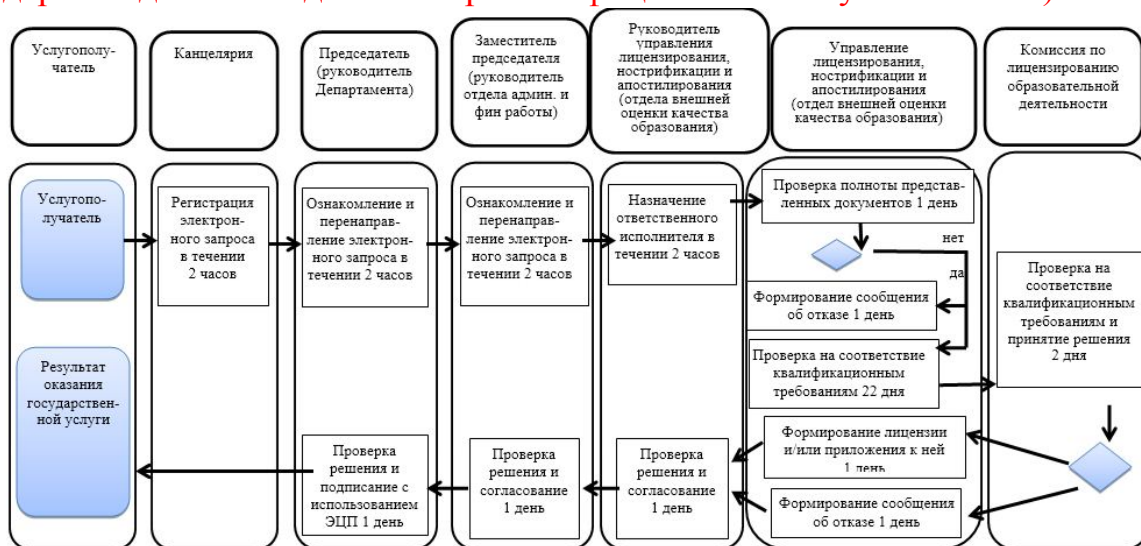 Услугополу-
чатель
Канцелярия
Председатель
(руководитель
Департамента)
Заместитель
председателя
(руководитель
отдела админ. и
фин работы)
Руководитель
управления
лицензирования,
нострификации и
апостилирования
(отдела внешней
оценки качества
образования)
Управление
лицензирования,
нострификации и
апостилирования
(отдел внешней оценки
качества образования)
Комиссия по
лицензированию
образовательной
деятельности
Услугопо-
лучатель
Регистрация
электрон-
ного запроса
в течении
2 часов
Ознакомление и
перенаправ-
ление электрон-
ного запроса в
течении 2 часов
Ознакомление и
перенаправ-
ление электрон-
ного запроса в
течении 2 часов
Назначение
ответственного
исполнителя в
течении 2 часов
Проверка полноты представ-
ленных документов 1 день
нет
да
Формирование сообщения
об отказе 1 день
Проверка на соответствие
квалификационным
требованиям 22 дня
Проверка на
соответствие
квалификационным
требованиям и
принятие решения
2 дня
Результат
оказания
государствен-
ной услуги
Проверка
решения и
подписание с
использованием
ЭЦП 1 день
Проверка
решения и
согласование
1 день
Проверка
решения и
согласование
1 день
Формирование лицензии
и/или приложения к ней
1 день
Формирование сообщения
об отказе 1 день